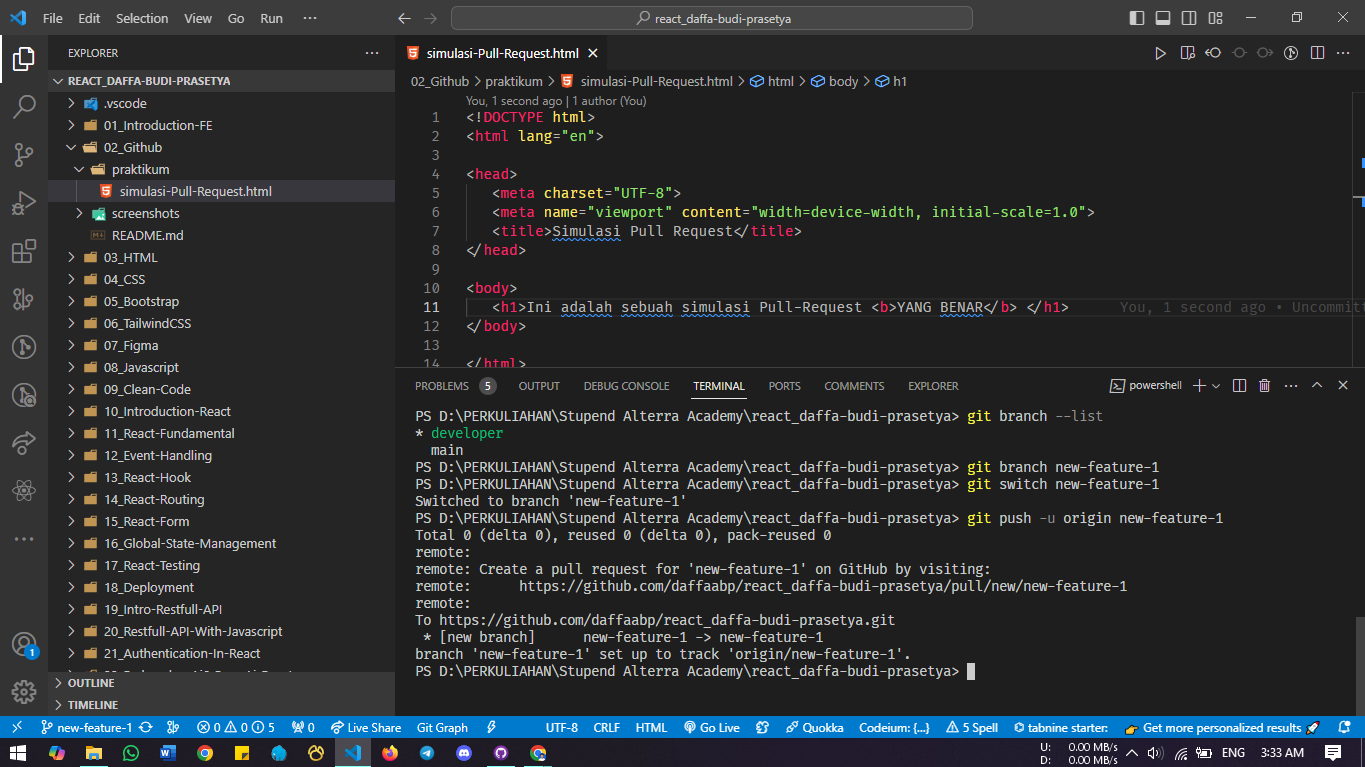 File Edit Selection View Go Run ··· react_daffa-budi-prasetya
EXPLORER ···
REACT_DAFFA-BUDI-PRASETYA
.vscode
01_Introduction-FE
02_Github
praktikum
simulasi-Pull-Request.html
screenshots
README.md
03_HTML
04_CSS
05_Bootstrap
06_TailwindCSS
07_Figma
08_Javascript
09_Clean-Code
10_Introduction-React
11_React-Fundamental
12_Event-Handling
13_React-Hook
14_React-Routing
15_React-Form
16_Global-State-Management
17_React-Testing
18_Deployment
19_Intro-Restfull-API
20_Restfull-API-With-Javascript
21_Authentication-In-React
OUTLINE
TIMELINE
simulasi-Pull-Request.html
02_Github > praktikum > simulasi-Pull-Request.html > html > body > h1
You, 1 second ago | 1 author (You)
1 <!DOCTYPE html>
2 <html lang="en">
3
4 <head>
5 <meta charset="UTF-8">
6 <meta name="viewport" content="width=device-width, initial-scale=1.0">
7 <title>Simulasi Pull Request</title>
8 </head>
9
10 <body>
11 <h1>Ini adalah sebuah simulasi Pull-Request <b>YANG BENAR</b> </h1> You, 1 second ago • Uncommitt
12 </body>
13
14 </html>
PROBLEMS 5 OUTPUT DEBUG CONSOLE TERMINAL PORTS COMMENTS EXPLORER powershell
PS D:\PERKULIAHAN\Stupend Alterra Academy\react_daffa-budi-prasetya> git branch --list
* developer
main
PS D:\PERKULIAHAN\Stupend Alterra Academy\react_daffa-budi-prasetya> git branch new-feature-1
PS D:\PERKULIAHAN\Stupend Alterra Academy\react_daffa-budi-prasetya> git switch new-feature-1
Switched to branch 'new-feature-1'
PS D:\PERKULIAHAN\Stupend Alterra Academy\react_daffa-budi-prasetya> git push -u origin new-feature-1
Total 0 (delta 0), reused 0 (delta 0), pack-reused 0
remote:
remote: Create a pull request for 'new-feature-1' on GitHub by visiting:
remote: https://github.com/daffaabp/react_daffa-budi-prasetya/pull/new/new-feature-1
remote:
To https://github.com/daffaabp/react_daffa-budi-prasetya.git
* [new branch] new-feature-1 -> new-feature-1
branch 'new-feature-1' set up to track 'origin/new-feature-1'.
PS D:\PERKULIAHAN\Stupend Alterra Academy\react_daffa-budi-prasetya>
1
new-feature-1 0 0 5 0 Live Share Git Graph UTF-8 CRLF HTML Go Live Quokka Codeium: {...} 5 Spell tabnine starter: 👉 Get more personalized results 🚀
U: 0.00 MB/s
D: 0.00 MB/s
ENG 3:33 AM